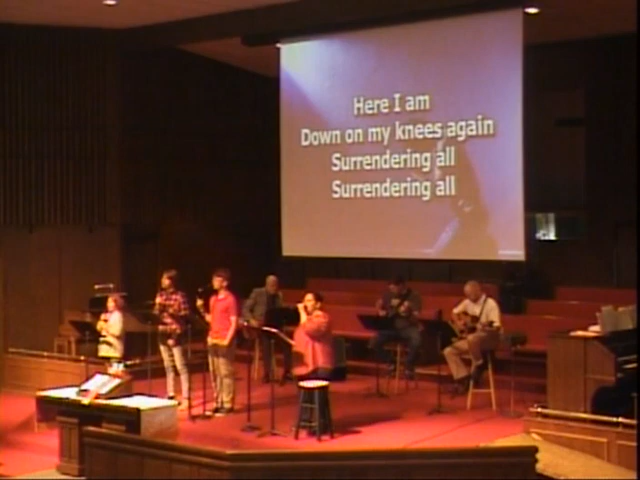 Here I am
Down on my knees again
Surrendering all
Surrendering all